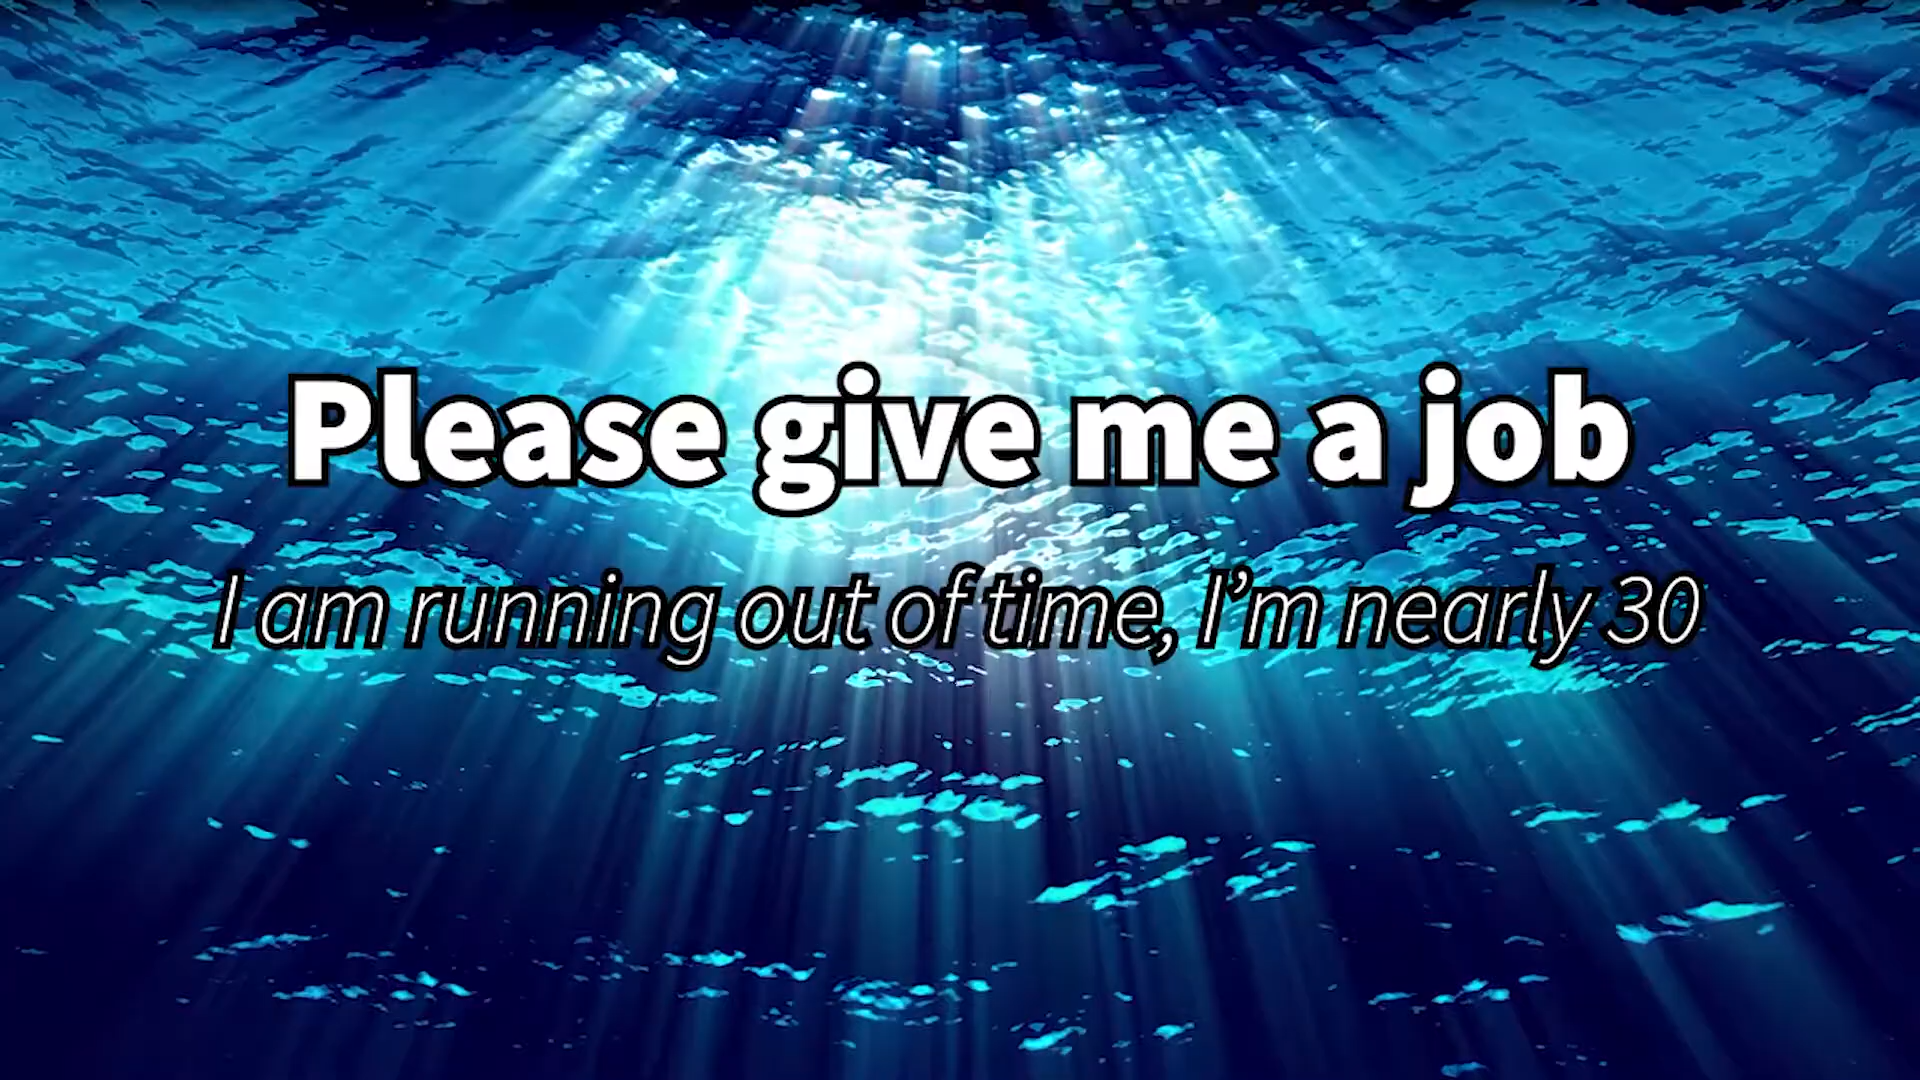 Please give me a job
I am running out of time, I’m nearly 30